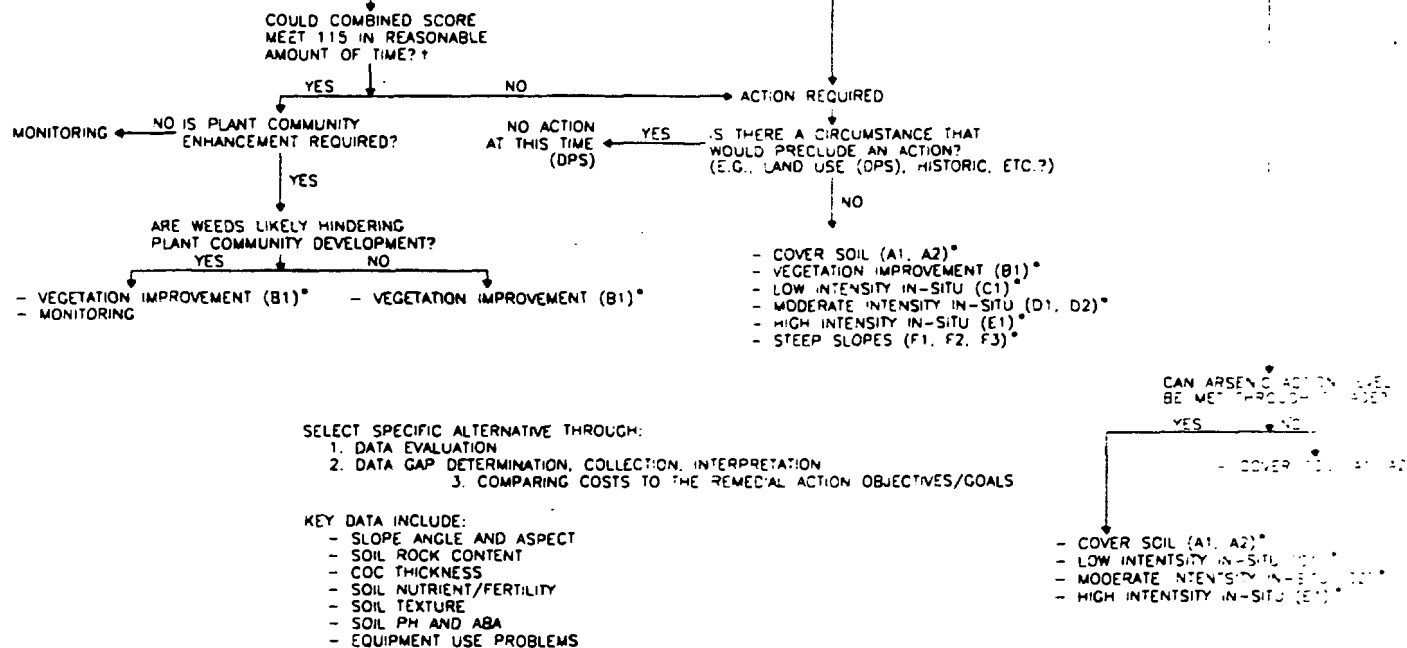 COULD COMBINED SCORE
MEET 115 IN REASONABLE
AMOUNT OF TIME?†
YES
NO
ACTION REQUIRED
MONITORING
NO
IS PLANT COMMUNITY
ENHANCEMENT REQUIRED?
NO ACTION
AT THIS TIME
(DPS)
YES
IS THERE A CIRCUMSTANCE THAT
WOULD PRECLUDE AN ACTION?
(E.G., LAND USE (DPS), HISTORIC, ETC.?)
YES
NO
ARE WEEDS LIKELY HINDERING
PLANT COMMUNITY DEVELOPMENT?
YES
NO
- VEGETATION IMPROVEMENT (B1)*
- MONITORING
- VEGETATION IMPROVEMENT (B1)*
- COVER SOIL (A1, A2)*
- VEGETATION IMPROVEMENT (B1)*
- LOW INTENSITY IN-SITU (C1)*
- MODERATE INTENSITY IN-SITU (D1, D2)*
- HIGH INTENSITY IN-SITU (E1)*
- STEEP SLOPES (F1, F2, F3)*
CAN ARSENIC ACTION LEVEL
BE MET THROUGH
YES
NO
- COVER SOIL (A1, A2
SELECT SPECIFIC ALTERNATIVE THROUGH:
1. DATA EVALUATION
2. DATA GAP DETERMINATION, COLLECTION, INTERPRETATION
3. COMPARING COSTS TO THE REMEDIAL ACTION OBJECTIVES/GOALS
KEY DATA INCLUDE:
- SLOPE ANGLE AND ASPECT
- SOIL ROCK CONTENT
- COC THICKNESS
- SOIL NUTRIENT/FERTILITY
- SOIL TEXTURE
- SOIL PH AND ABA
- EQUIPMENT USE PROBLEMS
- COVER SOIL (A1, A2)*
- LOW INTENTSITY IN-SITU
- MODERATE INTENTSITY IN-SITU
- HIGH INTENTSITY IN-SITU (E1)*